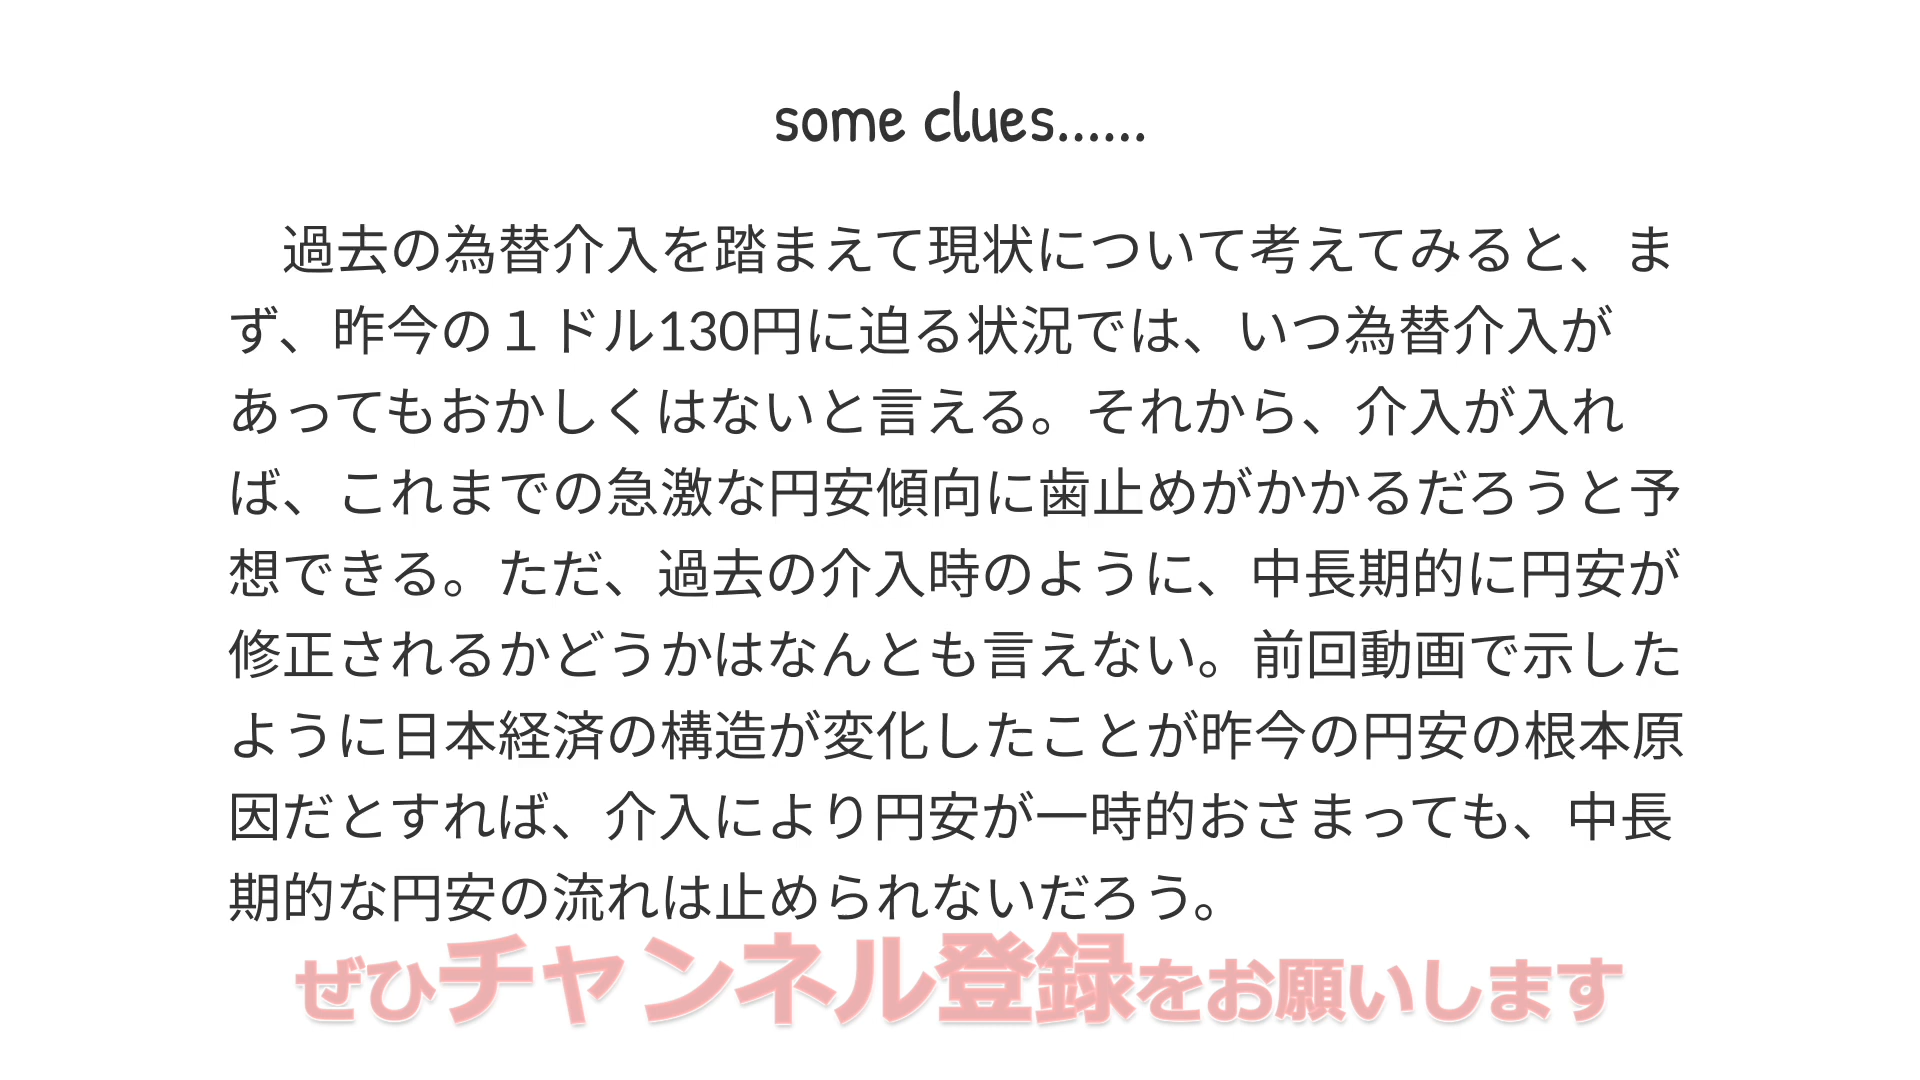 some clues......
　過去の為替介入を踏まえて現状について考えてみると、ま
ず、昨今の１ドル130円に迫る状況では、いつ為替介入が
あってもおかしくはないと言える。それから、介入が入れ
ば、これまでの急激な円安傾向に歯止めがかかるだろうと予
想できる。ただ、過去の介入時のように、中長期的に円安が
修正されるかどうかはなんとも言えない。前回動画で示した
ように日本経済の構造が変化したことが昨今の円安の根本原
因だとすれば、介入により円安が一時的おさまっても、中長
期的な円安の流れは止められないだろう。
ぜひチャンネル登録をお願いします